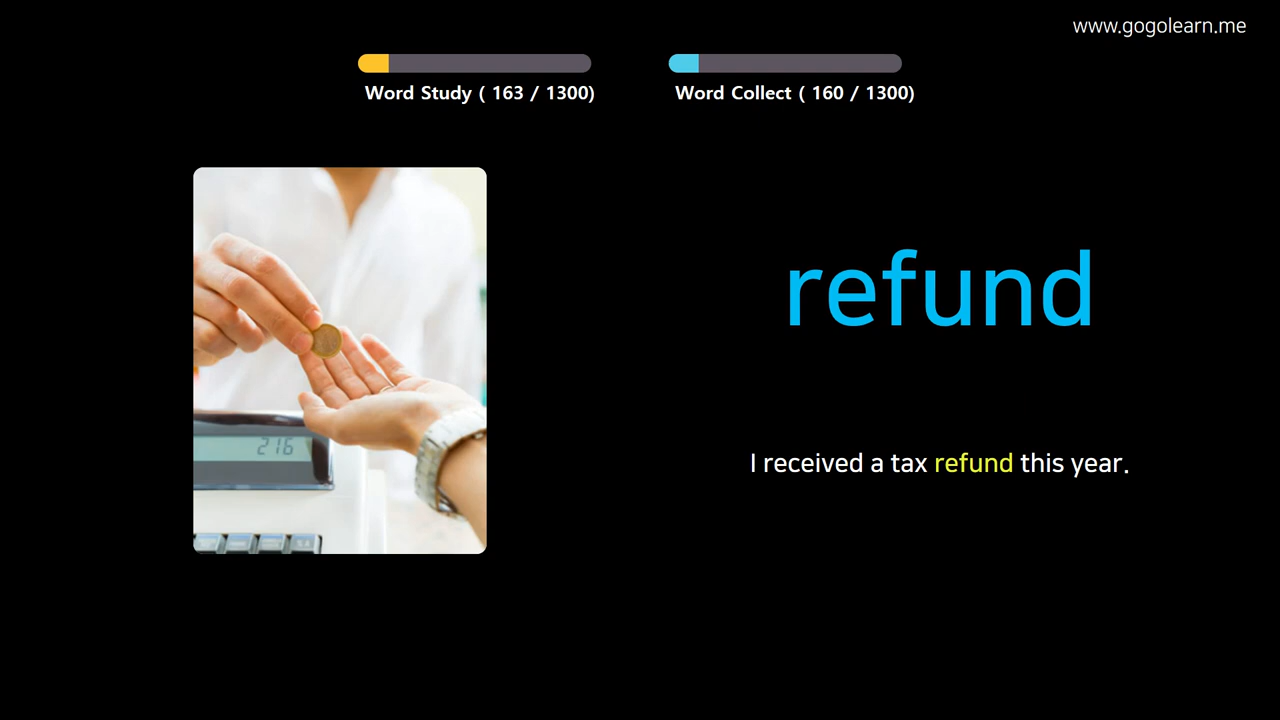 www.gogolearn.me
Word Study ( 163 / 1300)
Word Collect ( 160 / 1300)
refund
216
I received a tax refund this year.